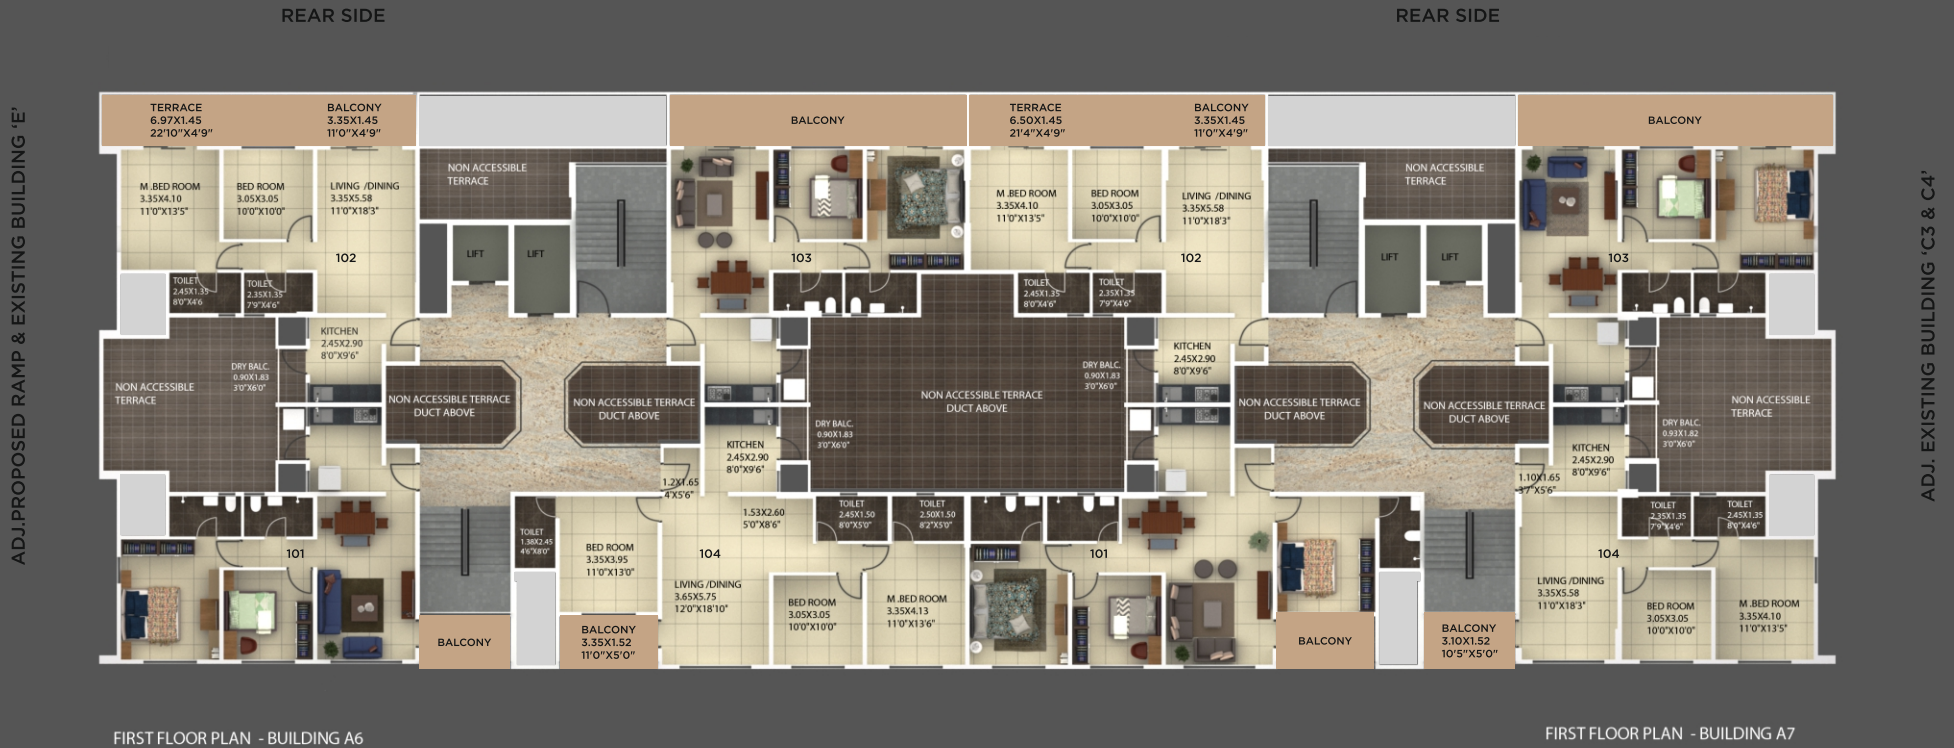 REAR SIDE
REAR SIDE
ADJ.PROPOSED RAMP & EXISTING BUILDING 'E'
ADJ. EXISTING BUILDING 'C3 & C4'
TERRACE
6.97X1.45
22'10"X4'9"
BALCONY
3.35X1.45
11'0"X4'9"
BALCONY
TERRACE
6.50X1.45
21'4"X4'9"
BALCONY
3.35X1.45
11'0"X4'9"
BALCONY
M .BED ROOM
3.35X4.10
11'0"X13'5"
BED ROOM
3.05X3.05
10'0"X10'0"
LIVING /DINING
3.35X5.58
11'0"X18'3"
102
NON ACCESSIBLE
TERRACE
LIFT
LIFT
103
M .BED ROOM
3.35X4.10
11'0"X13'5"
BED ROOM
3.05X3.05
10'0"X10'0"
LIVING /DINING
3.35X5.58
11'0"X18'3"
102
NON ACCESSIBLE
TERRACE
LIFT
LIFT
103
TOILET
2.45X1.35
8'0"X4'6
TOILET
2.35X1.35
7'9"X4'6"
TOILET
2.45X1.35
8'0"X4'6"
TOILET
2.35X1.35
7'9"X4'6"
KITCHEN
2.45X2.90
8'0"X9'6"
DRY BALC.
0.90X1.83
3'0"X6'0"
NON ACCESSIBLE
TERRACE
NON ACCESSIBLE TERRACE
DUCT ABOVE
NON ACCESSIBLE TERRACE
DUCT ABOVE
NON ACCESSIBLE TERRACE
DUCT ABOVE
DRY BALC.
0.90X1.83
3'0"X6'0"
KITCHEN
2.45X2.90
8'0"X9'6"
NON ACCESSIBLE TERRACE
DUCT ABOVE
NON ACCESSIBLE TERRACE
DUCT ABOVE
NON ACCESSIBLE
TERRACE
KITCHEN
2.45X2.90
8'0"X9'6"
DRY BALC.
0.90X1.83
3'0"X6'0"
KITCHEN
2.45X2.90
8'0"X9'6"
DRY BALC.
0.93X1.82
3'0"X6'0"
1.2X1.65
4'X5'6"
1.10X1.65
3'7"X5'6"
1.53X2.60
5'0"X8'6"
TOILET
2.45X1.50
8'0"X5'0"
TOILET
2.50X1.50
8'2"X5'0"
TOILET
2.35X1.35
7'9"X4'6"
TOILET
2.45X1.35
8'0"X4'6"
101
TOILET
1.38X2.45
4'6"X8'0"
BED ROOM
3.35X3.95
11'0"X13'0"
104
LIVING /DINING
3.65X5.75
12'0"X18'10"
BED ROOM
3.05X3.05
10'0"X10'0"
M .BED ROOM
3.35X4.13
11'0"X13'6"
101
104
LIVING /DINING
3.35X5.58
11'0"X18'3"
BED ROOM
3.05X3.05
10'0"X10'0"
M .BED ROOM
3.35X4.10
11'0"X13'5"
BALCONY
BALCONY
3.35X1.52
11'0"X5'0"
BALCONY
BALCONY
3.10X1.52
10'5"X5'0"
FIRST FLOOR PLAN - BUILDING A6
FIRST FLOOR PLAN - BUILDING A7